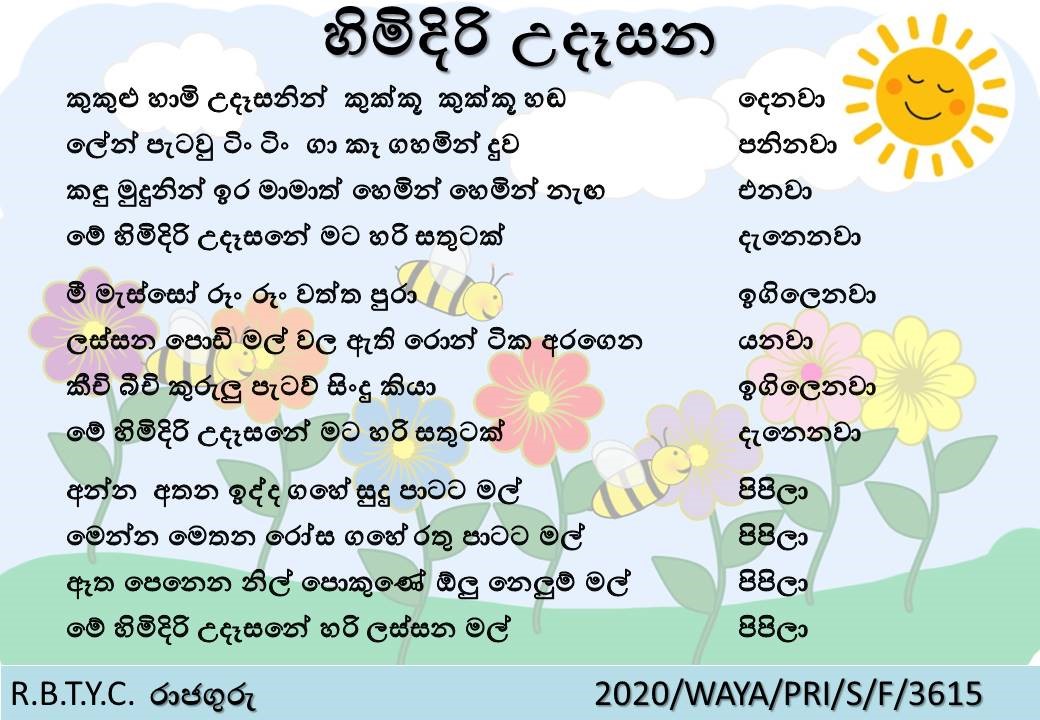 හිමිදිරි උදෑසන
කුකුළු හාමි උදෑසනින් කුක්කූ කුක්කූ හඬ දෙනවා
ලේන් පැටවු ටිං ටිං ගා කෑ ගහමින් දුව පනිනවා
කඳු මුදුනින් ඉර මාමාත් හෙමින් හෙමින් නැඟ එනවා
මේ හිමිදිරි උදෑසනේ මට හරි සතුටක් දැනෙනවා
මී මැස්සෝ රූං රූං වත්ත පුරා ඉගිලෙනවා
ලස්සන පොඩි මල් වල ඇති රොන් ටික අරගෙන යනවා
කීචි බීචි කුරුලු පැටව් සිංදු කියා ඉගිලෙනවා
මේ හිමිදිරි උදෑසනේ මට හරි සතුටක් දැනෙනවා
අන්න අතන ඉද්ද ගහේ සුදු පාටට මල් පිපිලා
මෙන්න මෙතන රෝස ගහේ රතු පාටට මල් පිපිලා
ඈත පෙනෙන නිල් පොකුණේ ඕලු නෙලුම් මල් පිපිලා
මේ හිමිදිරි උදෑසනේ හරි ලස්සන මල් පිපිලා
R.B.T.Y.C. රාජගුරු 2020/WAYA/PRI/S/F/3615